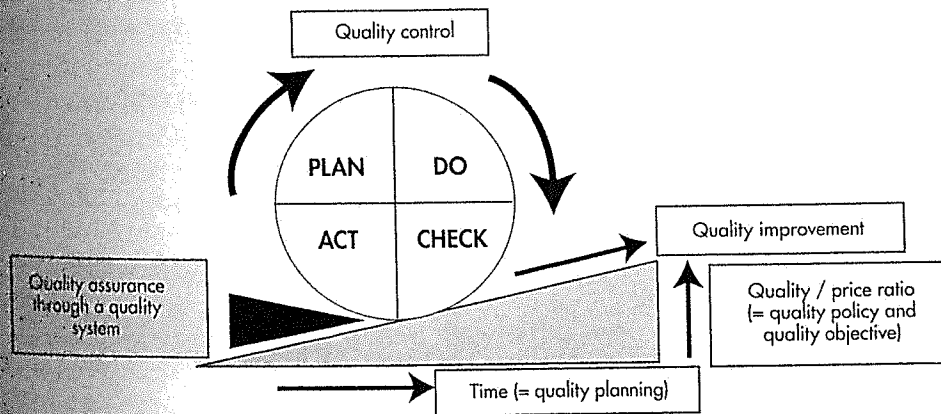 Quality control
PLAN
DO
ACT
CHECK
Quality improvement
Quality assurance
through a quality
system
Quality / price ratio
(= quality policy and
quality objective)
Time (= quality planning)